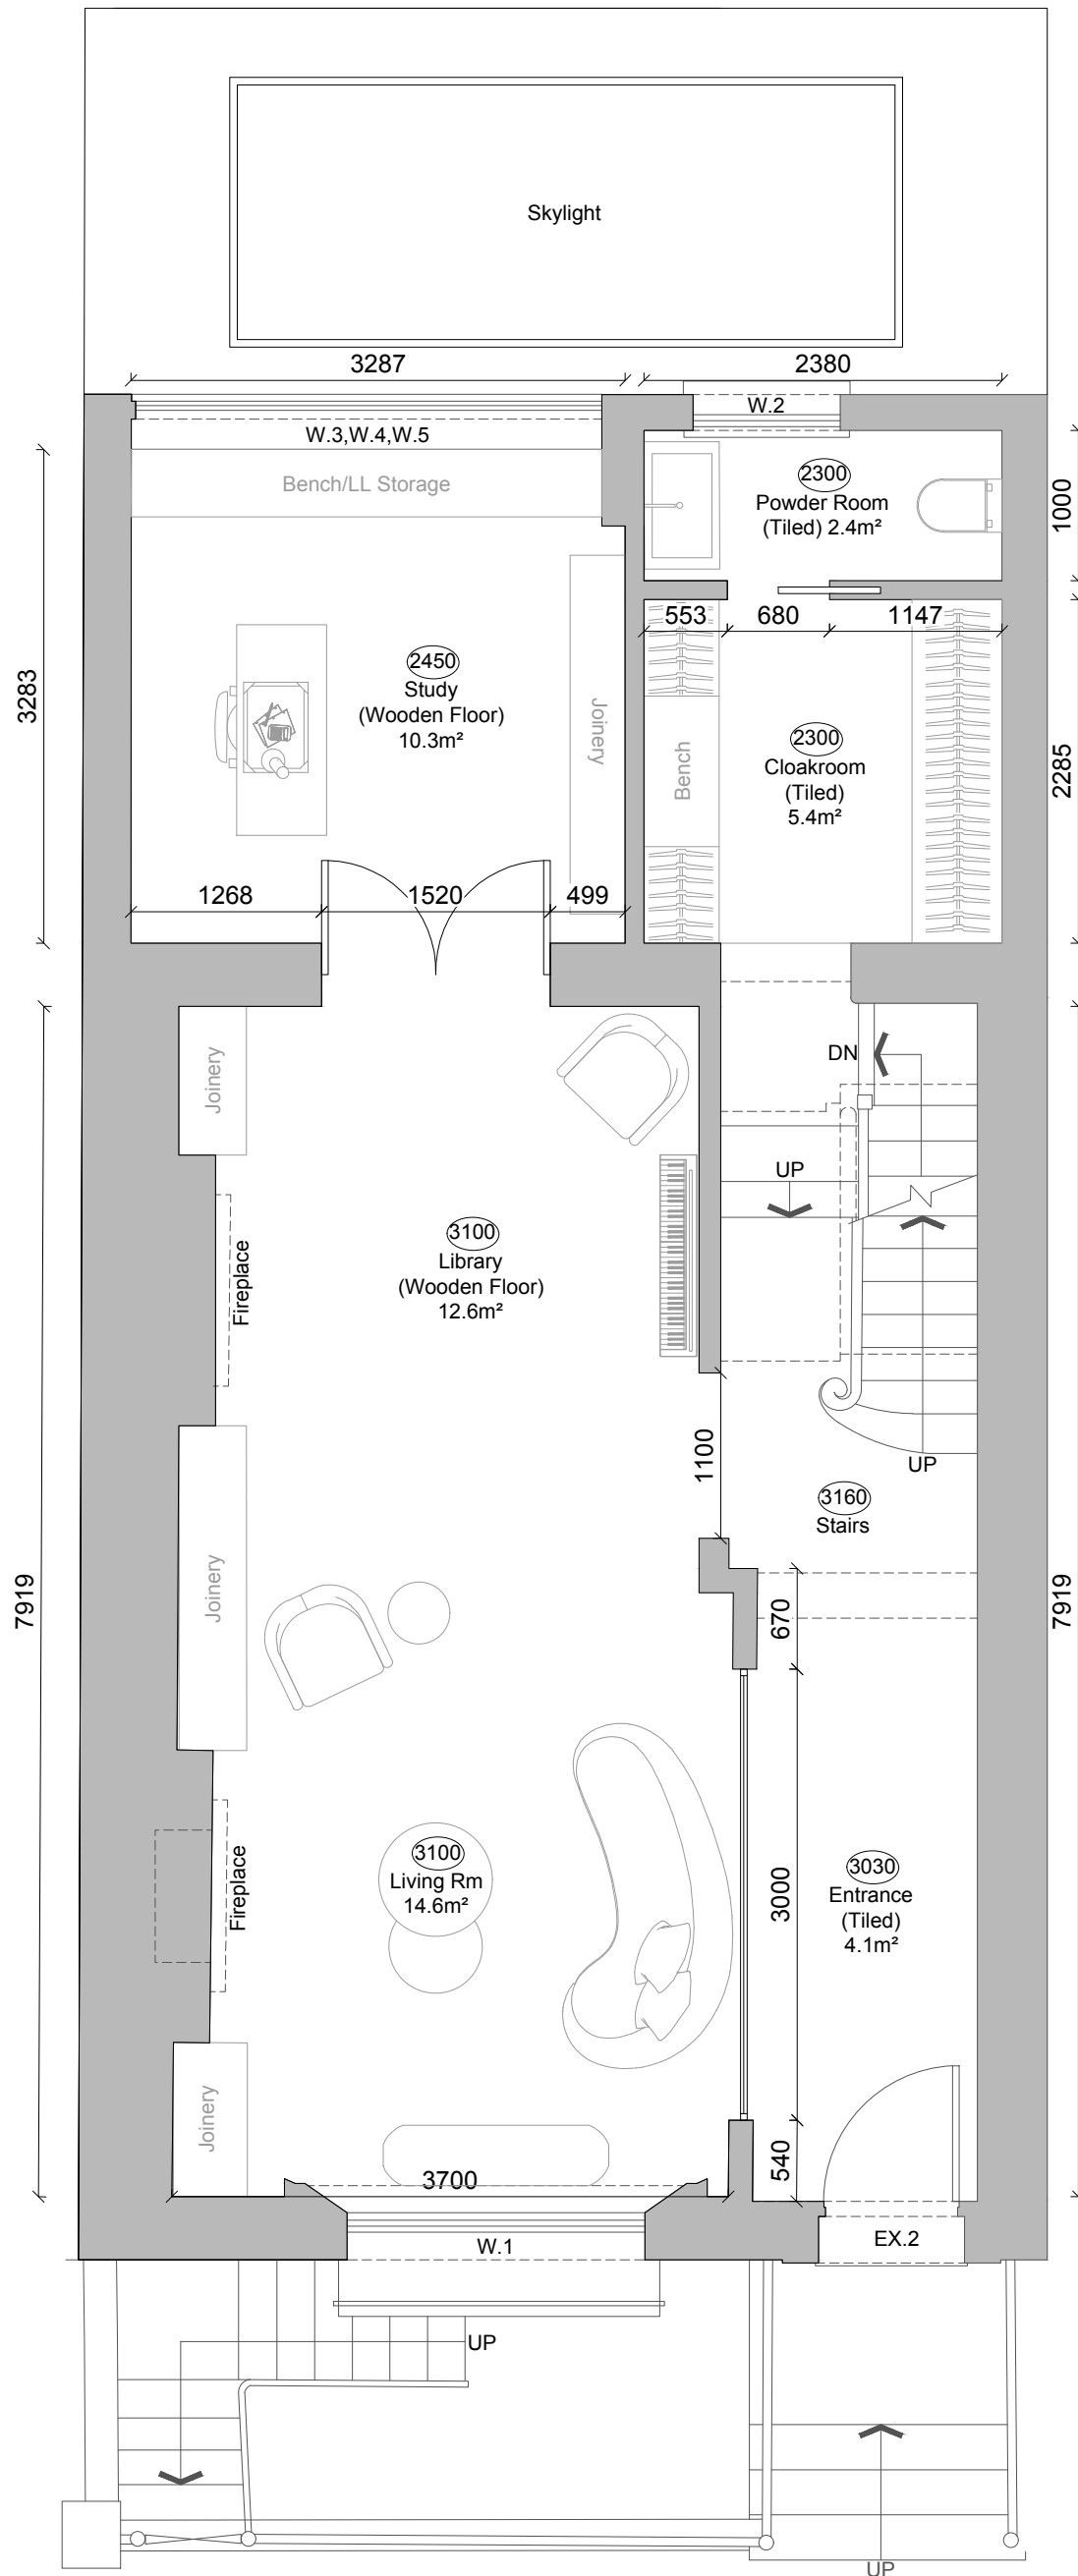 Skylight
3287
2380
W.2
W.3,W.4,W.5
Bench/LL Storage
2300
Powder Room
(Tiled) 2.4m²
1000
553
680
1147
3283
2450
Study
(Wooden Floor)
10.3m²
Joinery
Bench
2300
Cloakroom
(Tiled)
5.4m²
2285
1268
1520
499
Joinery
DN
UP
3100
Library
(Wooden Floor)
12.6m²
Fireplace
1100
UP
3160
Stairs
7919
Joinery
670
7919
3100
Living Rm
14.6m²
Fireplace
3000
3030
Entrance
(Tiled)
4.1m²
Joinery
540
3700
W.1
EX.2
UP
UP